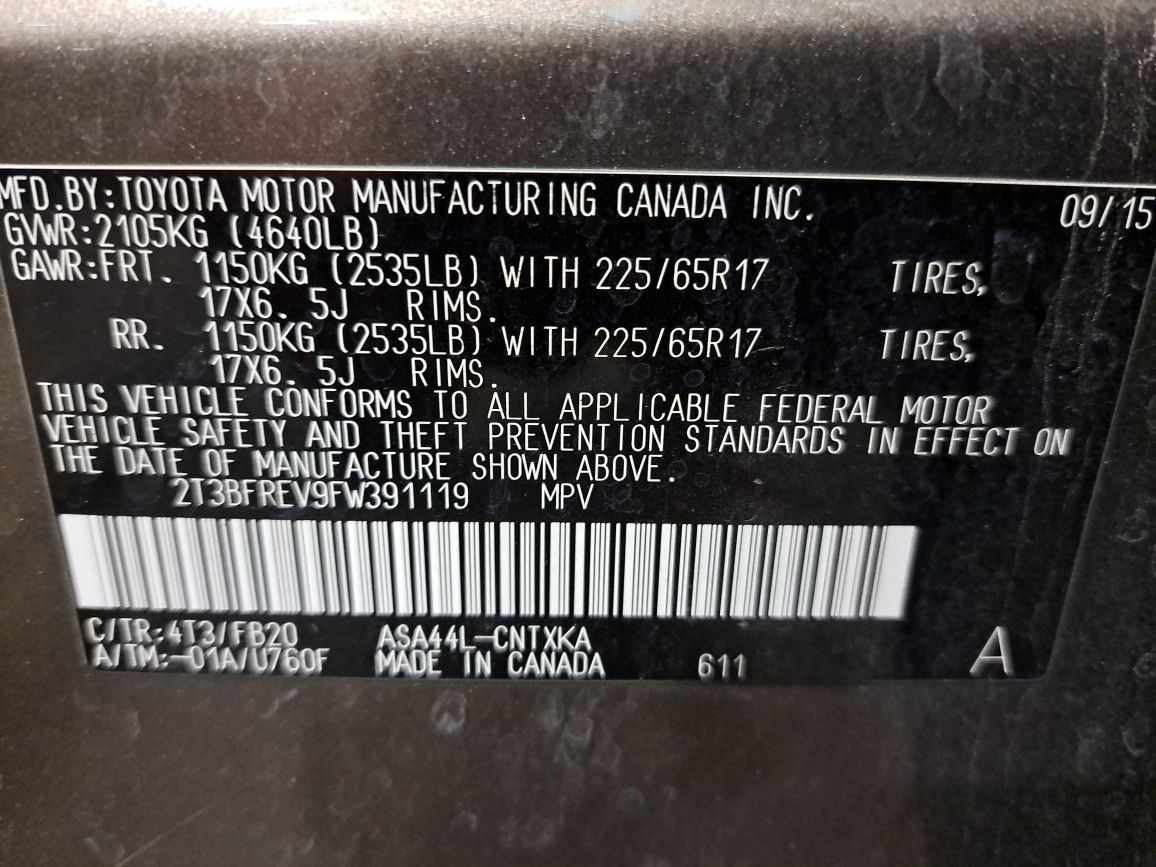 MFD.BY:TOYOTA MOTOR MANUFACTURING CANADA INC. 09/15
GVWR:2105KG (4640LB)
GAWR:FRT. 1150KG (2535LB) WITH 225/65R17 TIRES,
17X6. 5J RIMS.
RR. 1150KG (2535LB) WITH 225/65R17 TIRES,
17X6. 5J RIMS.
THIS VEHICLE CONFORMS TO ALL APPLICABLE FEDERAL MOTOR
VEHICLE SAFETY AND THEFT PREVENTION STANDARDS IN EFFECT ON
THE DATE OF MANUFACTURE SHOWN ABOVE.
2T3BFREV9FW391119 MPV
C/TR:4T3/FB20 ASA44L-CNTXKA
A/TM:-01A/U760F MADE IN CANADA 611 A